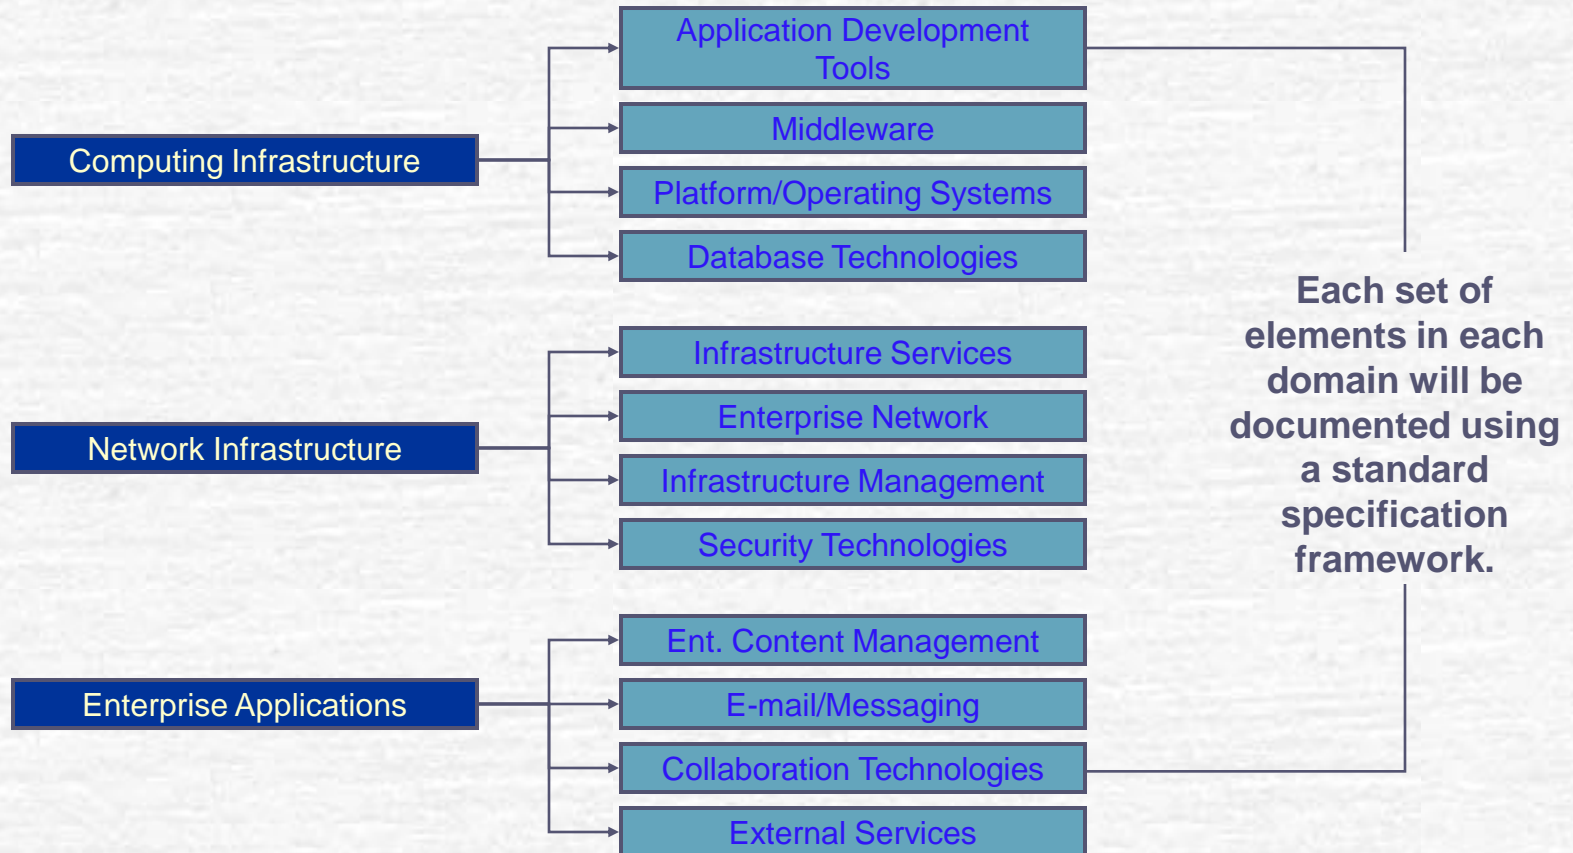 Application Development
Tools
Middleware
Computing Infrastructure
Platform/Operating Systems
Database Technologies
Infrastructure Services
Enterprise Network
Network Infrastructure
Infrastructure Management
Security Technologies
Ent. Content Management
E-mail/Messaging
Enterprise Applications
Collaboration Technologies
External Services
Each set of
elements in each
domain will be
documented using
a standard
specification
framework.